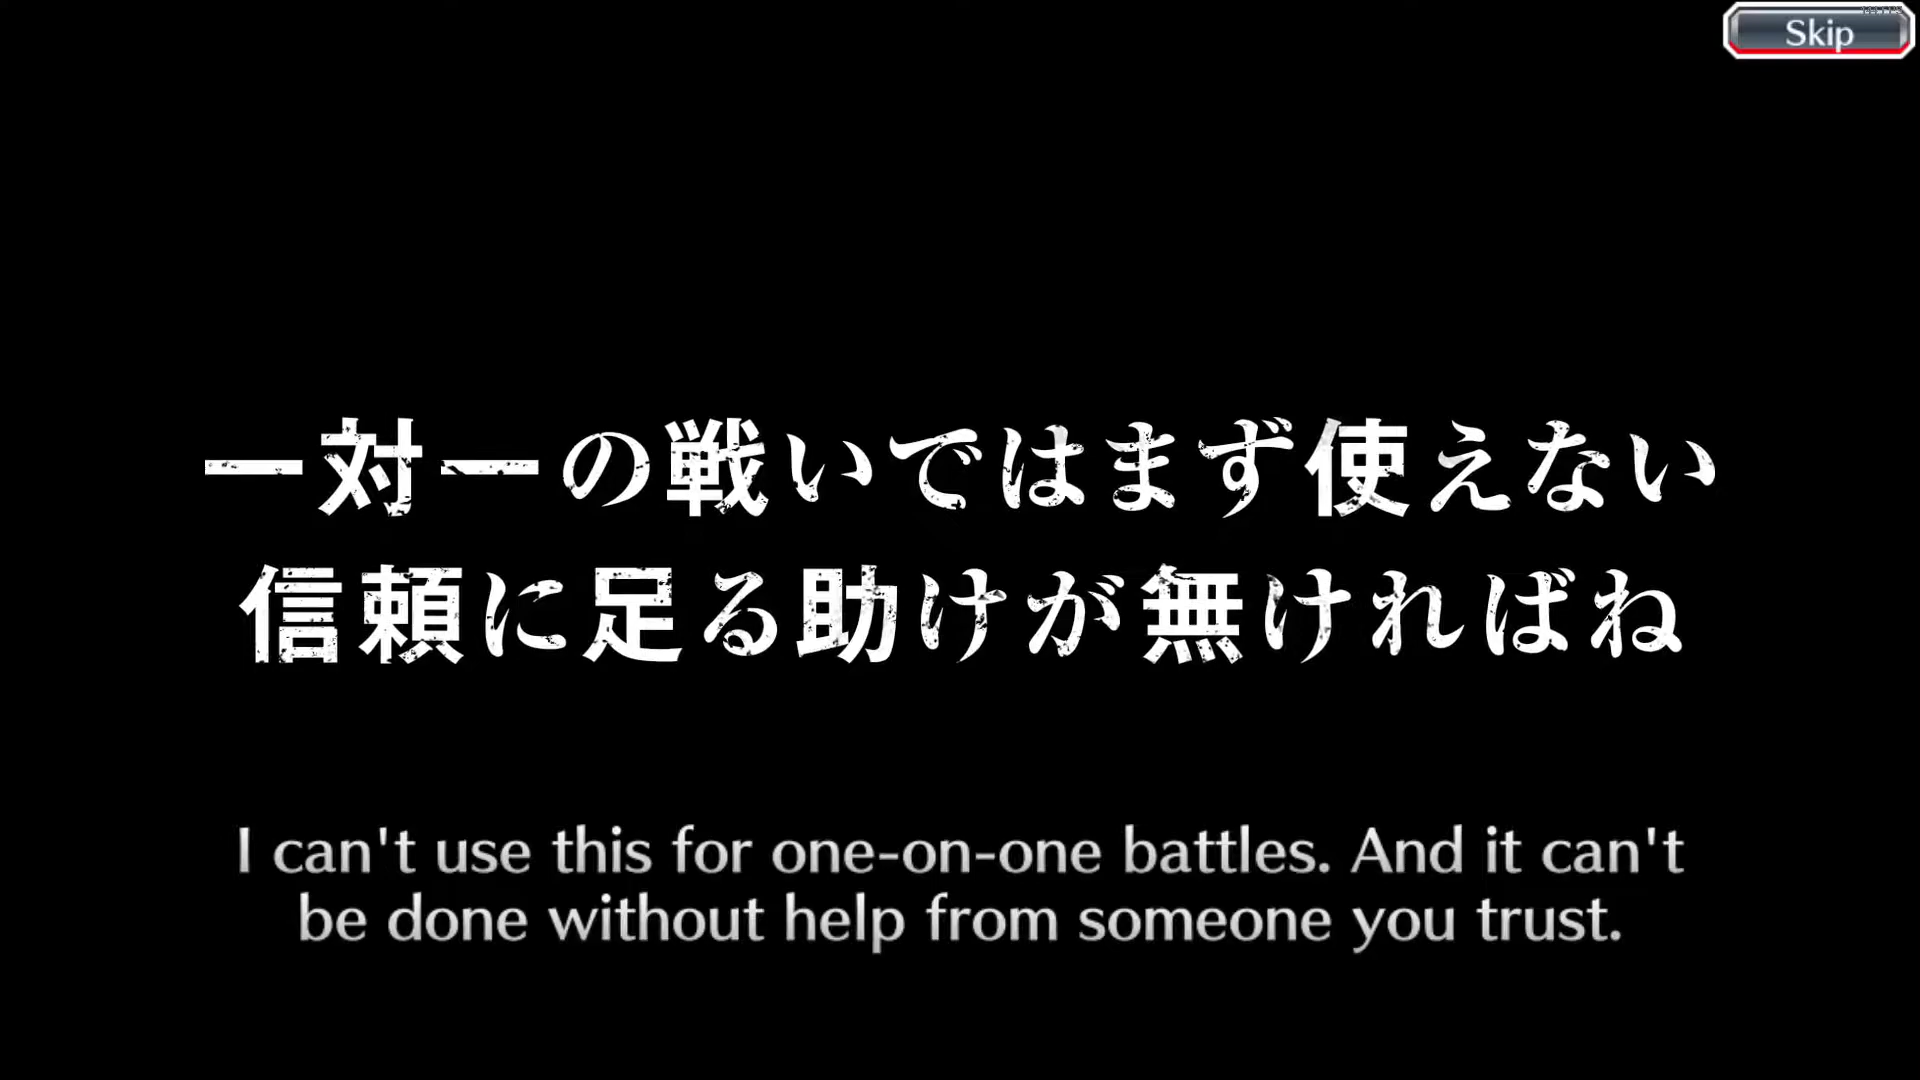 Skip
一対一の戦いではまず使えない
信頼に足る助けが無ければね
I can't use this for one-on-one battles. And it can't
be done without help from someone you trust.